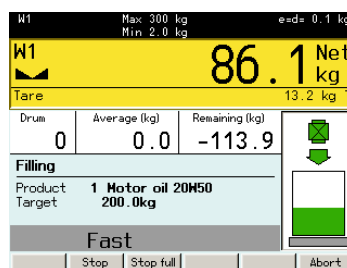 W1 Max 300 kg e=d= 0.1 kg
Min 2.0 kg
W1 86.1 Net
kg
Tare 13.2 kg T
Drum Average (kg) Remaining (kg)
0 0.0 -113.9
Filling
Product 1 Motor oil 20W50
Target 200.0kg
Fast
Stop Stop full Abort